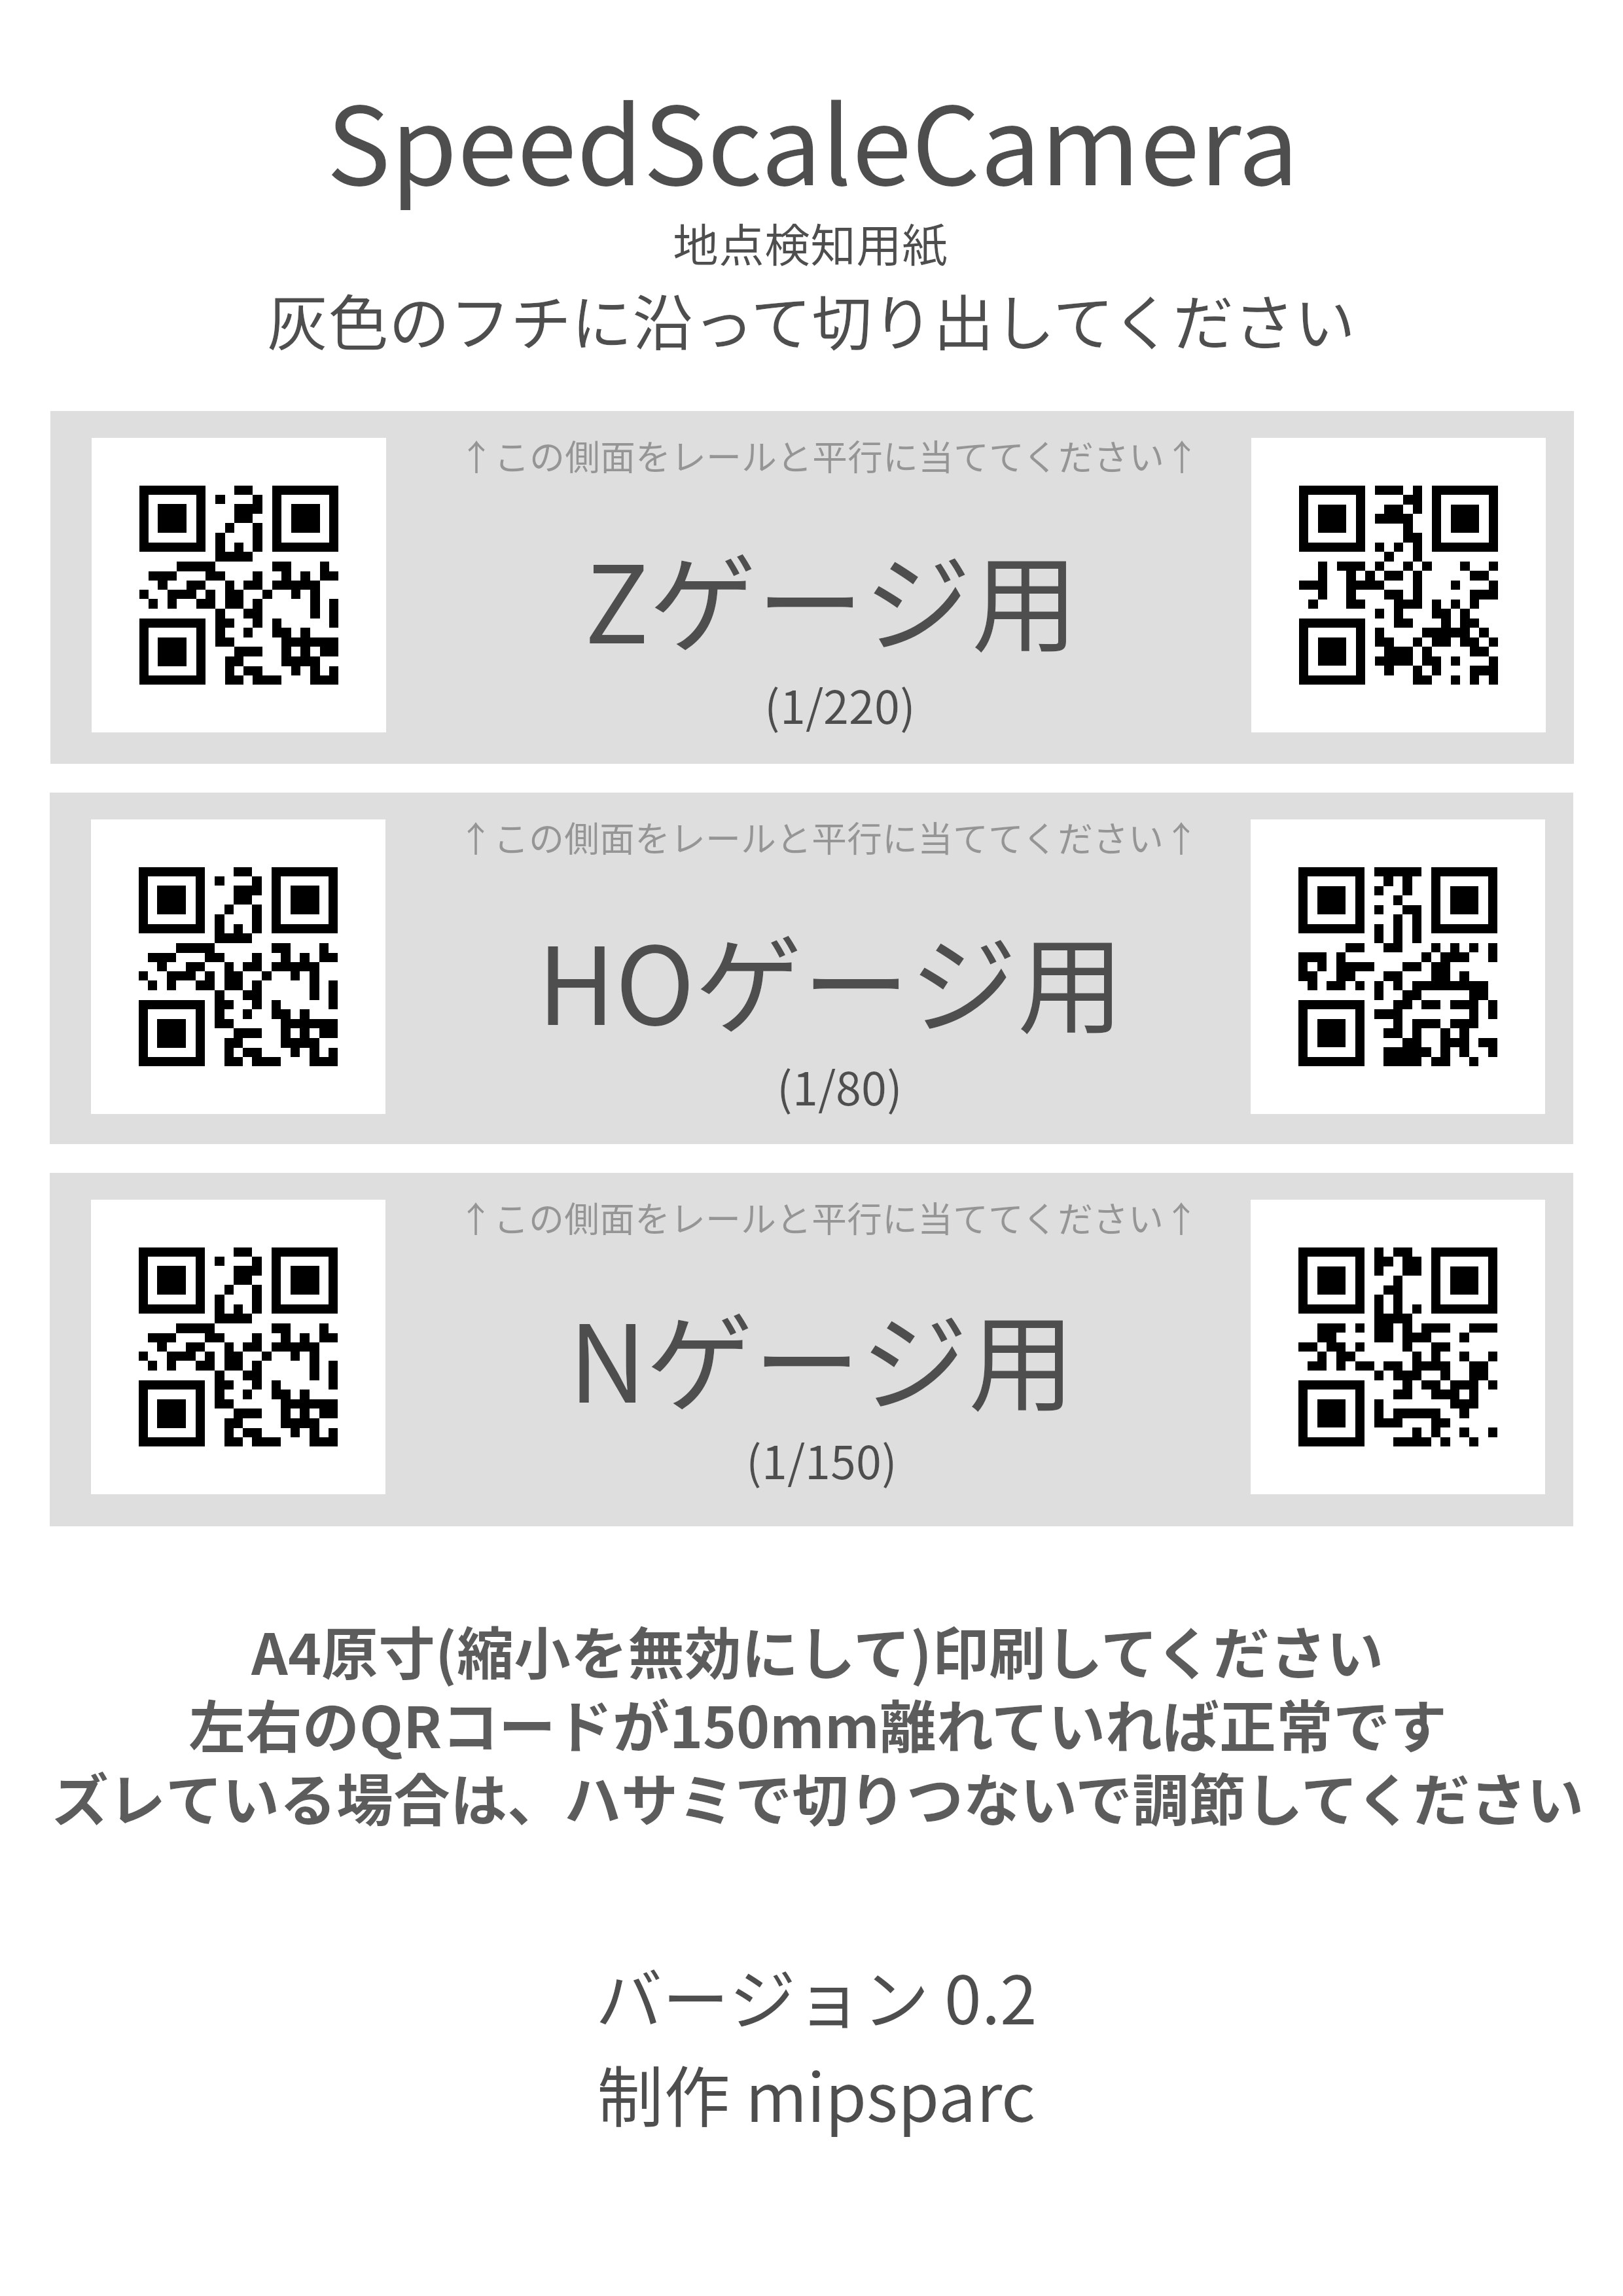 SpeedScaleCamera
地点検知用紙
灰色のフチに沿って切り出してください
↑この側面をレールと平行に当ててください↑
Zゲージ用
(1/220)
↑この側面をレールと平行に当ててください↑
HOゲージ用
(1/80)
↑この側面をレールと平行に当ててください↑
Nゲージ用
(1/150)
A4原寸(縮小を無効にして)印刷してください
左右のQRコードが150mm離れていれば正常です
ズレている場合は、ハサミで切りつないで調節してください
バージョン 0.2
制作 mipsparc